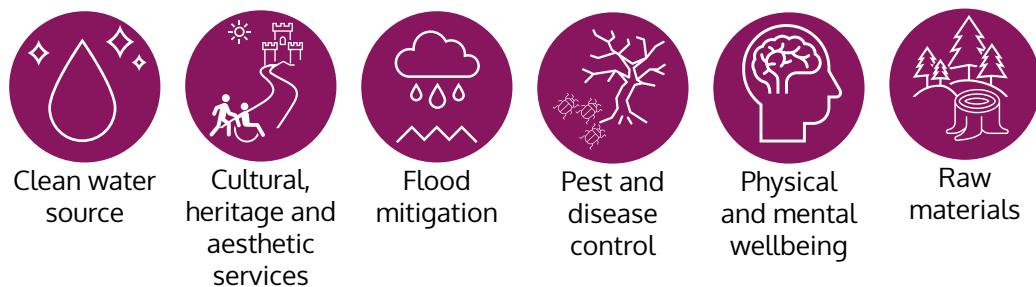 Clean water
source
Cultural,
heritage and
aesthetic
services
Flood
mitigation
Pest and
disease
control
Physical
and mental
wellbeing
Raw
materials